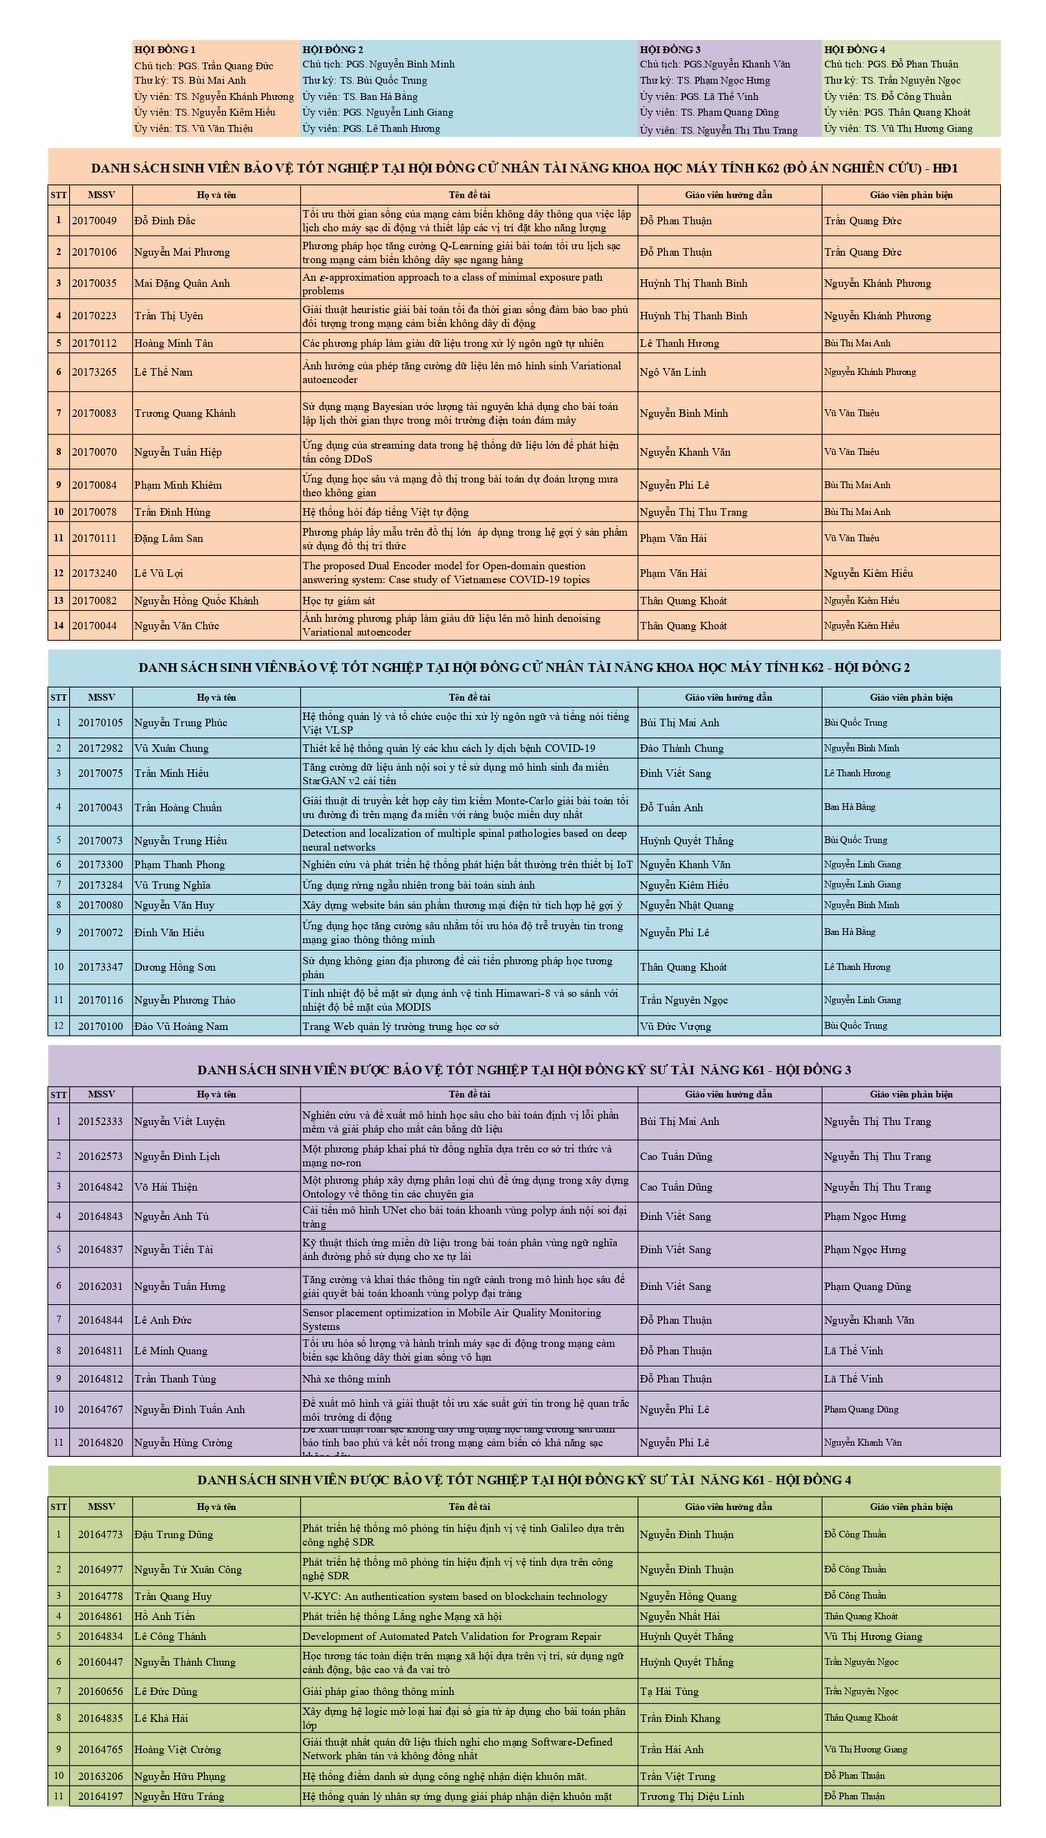 HỘI ĐỒNG 1
Chủ tịch: PGS. Trần Quang Đức
Thư ký: TS. Bùi Mai Anh
Ủy viên: TS. Nguyễn Khánh Phương
Ủy viên: TS. Nguyễn Kiêm Hiếu
Ủy viên: TS. Vũ Văn Thiệu
HỘI ĐỒNG 2
Chủ tịch: PGS. Nguyễn Bình Minh
Thư ký: TS. Bùi Quốc Trung
Ủy viên: TS. Ban Hà Bằng
Ủy viên: PGS. Nguyễn Linh Giang
Ủy viên: PGS. Lê Thanh Hương
HỘI ĐỒNG 3
Chủ tịch: PGS.Nguyễn Khanh Văn
Thư ký: TS. Phạm Ngọc Hưng
Ủy viên: PGS. Lã Thế Vinh
Ủy viên: TS. Phạm Quang Dũng
Ủy viên: TS. Nguyễn Thị Thu Trang
HỘI ĐỒNG 4
Chủ tịch: PGS. Đỗ Phan Thuận
Thư ký: TS. Trần Nguyên Ngọc
Ủy viên: TS. Đỗ Công Thuần
Ủy viên: PGS. Thân Quang Khoát
Ủy viên: TS. Vũ Thị Hương Giang
DANH SÁCH SINH VIÊN BẢO VỆ TỐT NGHIỆP TẠI HỘI ĐỒNG CỬ NHÂN TÀI NĂNG KHOA HỌC MÁY TÍNH K62 (ĐỒ ÁN NGHIÊN CỨU) - HĐ1
STT MSSV Họ và tên Tên đề tài Giáo viên hướng dẫn Giáo viên phản biện
1 20170049 Đỗ Đình Đắc Tối ưu thời gian sống của mạng cảm biến không dây thông qua việc lập
lịch cho máy sạc di động và thiết lập các vị trí đặt kho năng lượng Đỗ Phan Thuận Trần Quang Đức
2 20170106 Nguyễn Mai Phương Phương pháp học tăng cường Q-Learning giải bài toán tối ưu lịch sạc
trong mạng cảm biến không dây sạc ngang hàng Đỗ Phan Thuận Trần Quang Đức
3 20170035 Mai Đặng Quân Anh An ε-approximation approach to a class of minimal exposure path
problems Huỳnh Thị Thanh Bình Nguyễn Khánh Phương
4 20170223 Trần Thị Uyên Giải thuật heuristic giải bài toán tối đa thời gian sống đảm bảo bao phủ
đối tượng trong mạng cảm biến không dây di động Huỳnh Thị Thanh Bình Nguyễn Khánh Phương
5 20170112 Hoàng Minh Tân Các phương pháp làm giàu dữ liệu trong xử lý ngôn ngữ tự nhiên Lê Thanh Hương Bùi Thị Mai Anh
6 20173265 Lê Thế Nam Ảnh hưởng của phép tăng cường dữ liệu lên mô hình sinh Variational
autoencoder Ngô Văn Linh Nguyễn Khánh Phương
7 20170083 Trương Quang Khánh Sử dụng mạng Bayesian ước lượng tài nguyên khả dụng cho bài toán
lập lịch thời gian thực trong môi trường điện toán đám mây Nguyễn Bình Minh Vũ Văn Thiệu
8 20170070 Nguyễn Tuấn Hiệp Ứng dụng của streaming data trong hệ thống dữ liệu lớn để phát hiện
tấn công DDoS Nguyễn Khanh Văn Vũ Văn Thiệu
9 20170084 Phạm Minh Khiêm Ứng dụng học sâu và mạng đồ thị trong bài toán dự đoán lượng mưa
theo không gian Nguyễn Phi Lê Bùi Thị Mai Anh
10 20170078 Trần Đình Hùng Hệ thống hỏi đáp tiếng Việt tự động Nguyễn Thị Thu Trang Bùi Thị Mai Anh
11 20170111 Đặng Lâm San Phương pháp lấy mẫu trên đồ thị lớn áp dụng trong hệ gợi ý sản phẩm
sử dụng đồ thị tri thức Phạm Văn Hải Vũ Văn Thiệu
12 20173240 Lê Vũ Lợi The proposed Dual Encoder model for Open-domain question
answering system: Case study of Vietnamese COVID-19 topics Phạm Văn Hải Nguyễn Kiêm Hiếu
13 20170082 Nguyễn Hồng Quốc Khánh Học tự giám sát Thân Quang Khoát Nguyễn Kiêm Hiếu
14 20170044 Nguyễn Văn Chức Ảnh hưởng phương pháp làm giàu dữ liệu lên mô hình denoising
Variational autoencoder Thân Quang Khoát Nguyễn Kiêm Hiếu
DANH SÁCH SINH VIÊNBẢO VỆ TỐT NGHIỆP TẠI HỘI ĐỒNG CỬ NHÂN TÀI NĂNG KHOA HỌC MÁY TÍNH K62 - HỘI ĐỒNG 2
STT MSSV Họ và tên Tên đề tài Giáo viên hướng dẫn Giáo viên phản biện
1 20170105 Nguyễn Trung Phúc Hệ thống quản lý và tổ chức cuộc thi xử lý ngôn ngữ và tiếng nói tiếng
Việt VLSP Bùi Thị Mai Anh Bùi Quốc Trung
2 20172982 Vũ Xuân Chung Thiết kế hệ thống quản lý các khu cách ly dịch bệnh COVID-19 Đào Thành Chung Nguyễn Bình Minh
3 20170075 Trần Minh Hiếu Tăng cường dữ liệu ảnh nội soi y tế sử dụng mô hình sinh đa miền
StarGAN v2 cải tiến Đinh Viết Sang Lê Thanh Hương
4 20170043 Trần Hoàng Chuẩn Giải thuật di truyền kết hợp cây tìm kiếm Monte-Carlo giải bài toán tối
ưu đường đi trên mạng đa miền với ràng buộc miền duy nhất Đỗ Tuấn Anh Ban Hà Bằng
5 20170073 Nguyễn Trung Hiếu Detection and localization of multiple spinal pathologies based on deep
neural networks Huỳnh Quyết Thắng Bùi Quốc Trung
6 20173300 Phạm Thanh Phong Nghiên cứu và phát triển hệ thống phát hiện bất thường trên thiết bị IoT Nguyễn Khanh Văn Nguyễn Linh Giang
7 20173284 Vũ Trung Nghĩa Ứng dụng rừng ngẫu nhiên trong bài toán sinh ảnh Nguyễn Kiêm Hiếu Nguyễn Linh Giang
8 20170080 Nguyễn Văn Huy Xây dựng website bán sản phẩm thương mại điện tử tích hợp hệ gợi ý Nguyễn Nhật Quang Nguyễn Bình Minh
9 20170072 Đinh Văn Hiếu Ứng dụng học tăng cường sâu nhằm tối ưu hóa độ trễ truyền tin trong
mạng giao thông thông minh Nguyễn Phi Lê Ban Hà Bằng
10 20173347 Dương Hồng Sơn Sử dụng không gian địa phương để cải tiến phương pháp học tương
phản Thân Quang Khoát Lê Thanh Hương
11 20170116 Nguyễn Phương Thảo Tính nhiệt độ bề mặt sử dụng ảnh vệ tinh Himawari-8 và so sánh với
nhiệt độ bề mặt của MODIS Trần Nguyên Ngọc Nguyễn Linh Giang
12 20170100 Đào Vũ Hoàng Nam Trang Web quản lý trường trung học cơ sở Vũ Đức Vượng Bùi Quốc Trung
DANH SÁCH SINH VIÊN ĐƯỢC BẢO VỆ TỐT NGHIỆP TẠI HỘI ĐỒNG KỸ SƯ TÀI NĂNG K61 - HỘI ĐỒNG 3
STT MSSV Họ và tên Tên đề tài Giáo viên hướng dẫn Giáo viên phản biện
1 20152333 Nguyễn Viết Luyện Nghiên cứu và đề xuất mô hình học sâu cho bài toán định vị lỗi phần
mềm và giải pháp cho mất cân bằng dữ liệu Bùi Thị Mai Anh Nguyễn Thị Thu Trang
2 20162573 Nguyễn Đình Lịch Một phương pháp khai phá từ đồng nghĩa dựa trên cơ sở tri thức và
mạng nơ-ron Cao Tuấn Dũng Nguyễn Thị Thu Trang
3 20164842 Võ Hải Thiện Một phương pháp xây dựng phân loại chủ đề ứng dụng trong xây dựng
Ontology về thông tin các chuyên gia Cao Tuấn Dũng Nguyễn Thị Thu Trang
4 20164843 Nguyễn Anh Tú Cải tiến mô hình UNet cho bài toán khoanh vùng polyp ảnh nội soi đại
tràng Đinh Viết Sang Phạm Ngọc Hưng
5 20164837 Nguyễn Tiến Tài Kỹ thuật thích ứng miền dữ liệu trong bài toán phân vùng ngữ nghĩa
ảnh đường phố sử dụng cho xe tự lái Đinh Viết Sang Phạm Ngọc Hưng
6 20162031 Nguyễn Tuấn Hưng Tăng cường và khai thác thông tin ngữ cảnh trong mô hình học sâu để
giải quyết bài toán khoanh vùng polyp đại tràng Đinh Viết Sang Phạm Quang Dũng
7 20164844 Lê Anh Đức Sensor placement optimization in Mobile Air Quality Monitoring
Systems Đỗ Phan Thuận Nguyễn Khanh Văn
8 20164811 Lê Minh Quang Tối ưu hóa số lượng và hành trình máy sạc di động trong mạng cảm
biến sạc không dây thời gian sống vô hạn Đỗ Phan Thuận Lã Thế Vinh
9 20164812 Trần Thanh Tùng Nhà xe thông minh Đỗ Phan Thuận Lã Thế Vinh
10 20164767 Nguyễn Đình Tuấn Anh Đề xuất mô hình và giải thuật tối ưu xác suất gửi tin trong hệ quan trắc
môi trường di động Nguyễn Phi Lê Phạm Quang Dũng
11 20164820 Nguyễn Hùng Cường Đề xuất thuật toán sạc không dây ứng dụng học tăng cường sâu đảm
bảo tính bao phủ và kết nối trong mạng cảm biến có khả năng sạc
không dây Nguyễn Phi Lê Nguyễn Khanh Văn
DANH SÁCH SINH VIÊN ĐƯỢC BẢO VỆ TỐT NGHIỆP TẠI HỘI ĐỒNG KỸ SƯ TÀI NĂNG K61 - HỘI ĐỒNG 4
STT MSSV Họ và tên Tên đề tài Giáo viên hướng dẫn Giáo viên phản biện
1 20164773 Đậu Trung Dũng Phát triển hệ thống mô phỏng tín hiệu định vị vệ tinh Galileo dựa trên
công nghệ SDR Nguyễn Đình Thuận Đỗ Công Thuần
2 20164977 Nguyễn Tử Xuân Công Phát triển hệ thống mô phỏng tín hiệu định vị vệ tinh dựa trên công
nghệ SDR Nguyễn Đình Thuận Đỗ Công Thuần
3 20164778 Trần Quang Huy V-KYC: An authentication system based on blockchain technology Nguyễn Hồng Quang Đỗ Công Thuần
4 20164861 Hồ Anh Tiến Phát triển hệ thống Lắng nghe Mạng xã hội Nguyễn Nhất Hải Thân Quang Khoát
5 20164834 Lê Công Thành Development of Automated Patch Validation for Program Repair Huỳnh Quyết Thắng Vũ Thị Hương Giang
6 20160447 Nguyễn Thành Chung Học tương tác toàn diện trên mạng xã hội dựa trên vị trí, sử dụng ngữ
cảnh động, bậc cao và đa vai trò Huỳnh Quyết Thắng Trần Nguyên Ngọc
7 20160656 Lê Đức Dũng Giải pháp giao thông thông minh Tạ Hải Tùng Trần Nguyên Ngọc
8 20164835 Lê Khả Hải Xây dựng hệ logic mờ loại hai đại số gia tử áp dụng cho bài toán phân
lớp Trần Đình Khang Thân Quang Khoát
9 20164765 Hoàng Việt Cường Giải thuật nhất quán dữ liệu thích nghi cho mạng Software-Defined
Network phân tán và không đồng nhất Trần Hải Anh Vũ Thị Hương Giang
10 20163206 Nguyễn Hữu Phụng Hệ thống điểm danh sử dụng công nghệ nhận diện khuôn mặt. Trần Việt Trung Đỗ Phan Thuận
11 20164197 Nguyễn Hữu Tráng Hệ thống quản lý nhân sự ứng dụng giải pháp nhận diện khuôn mặt Trương Thị Diệu Linh Đỗ Phan Thuận